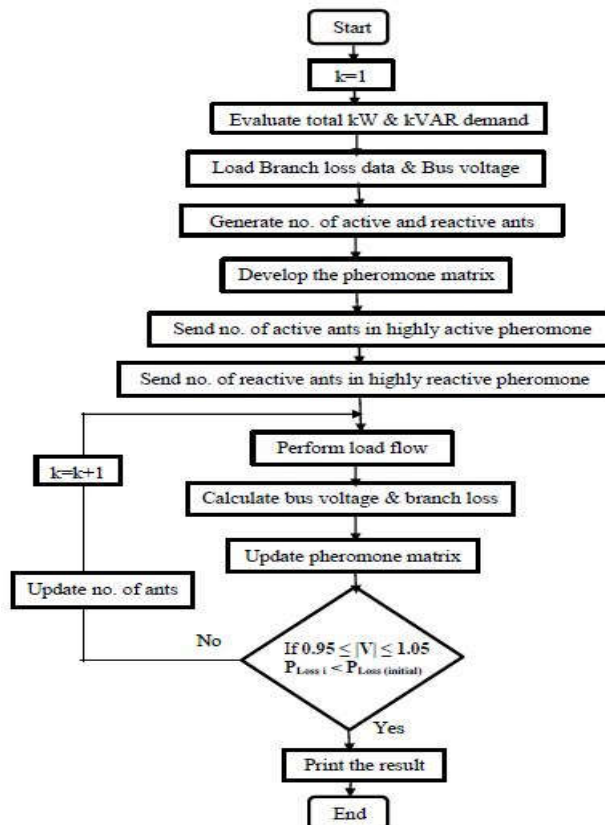 Start
k=1
Evaluate total kW & kVAR demand
Load Branch loss data & Bus voltage
Generate no. of active and reactive ants
Develop the pheromone matrix
Send no. of active ants in highly active pheromone
Send no. of reactive ants in highly reactive pheromone
Perform load flow
k=k+1
Calculate bus voltage & branch loss
Update pheromone matrix
Update no. of ants
No
If 0.95 ≤ |V| ≤ 1.05
P Loss i < P Loss (initial)
Yes
Print the result
End